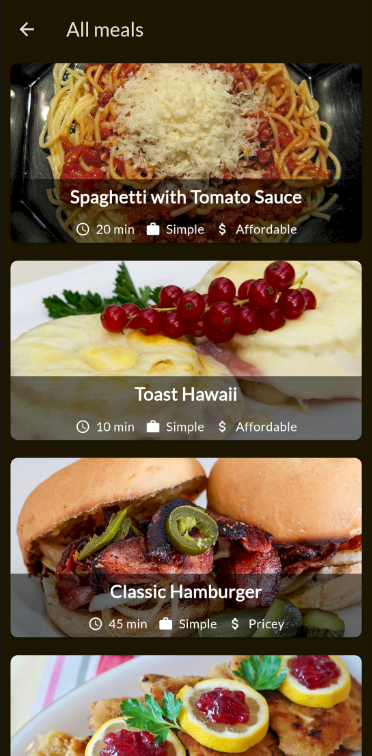 All meals
Spaghetti with Tomato Sauce
20 min Simple $ Affordable
Toast Hawaii
10 min Simple $ Affordable
Classic Hamburger
45 min Simple $ Pricey